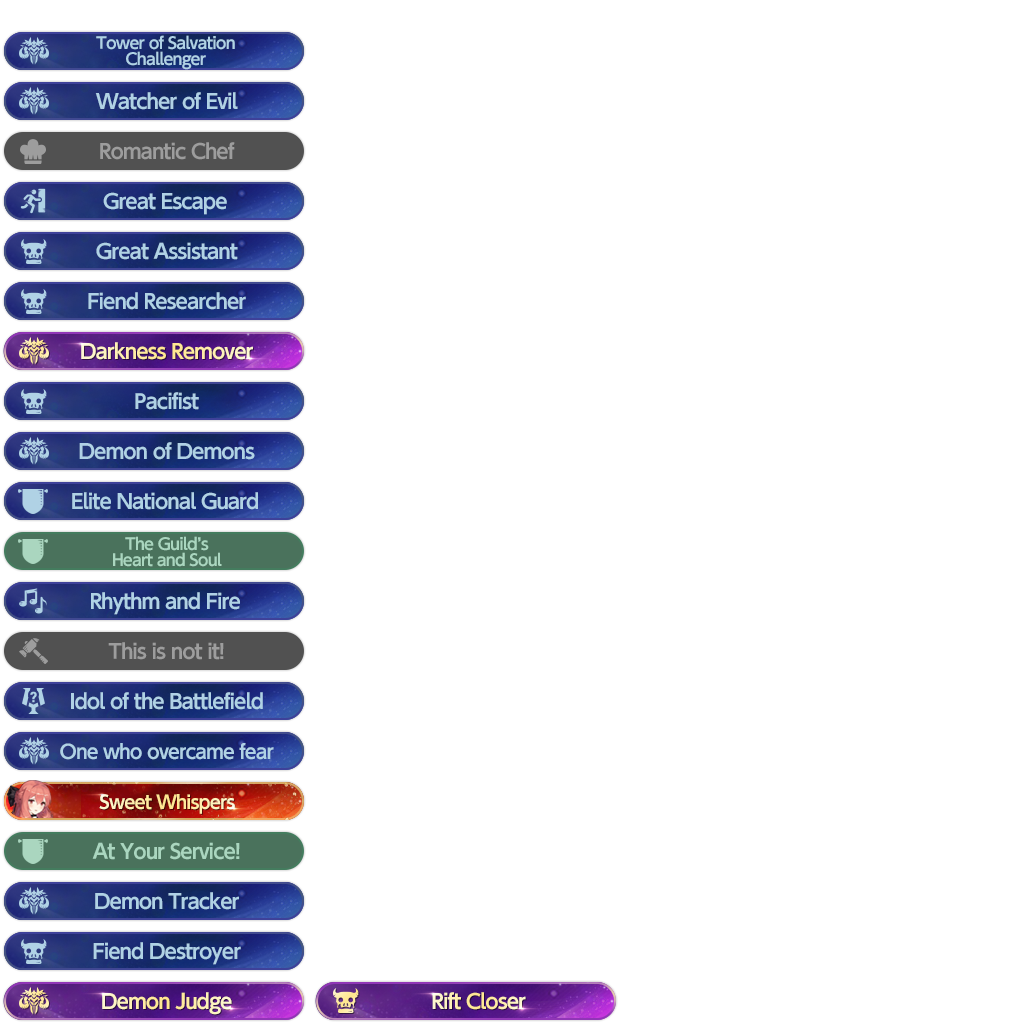 Tower of Salvation
Challenger
Watcher of Evil
Romantic Chef
Great Escape
Great Assistant
Fiend Researcher
Darkness Remover
Pacifist
Demon of Demons
Elite National Guard
The Guild's
Heart and Soul
Rhythm and Fire
This is not it!
?
Idol of the Battlefield
One who overcame fear
Sweet Whispers
At Your Service!
Demon Tracker
Fiend Destroyer
Demon Judge
Rift Closer